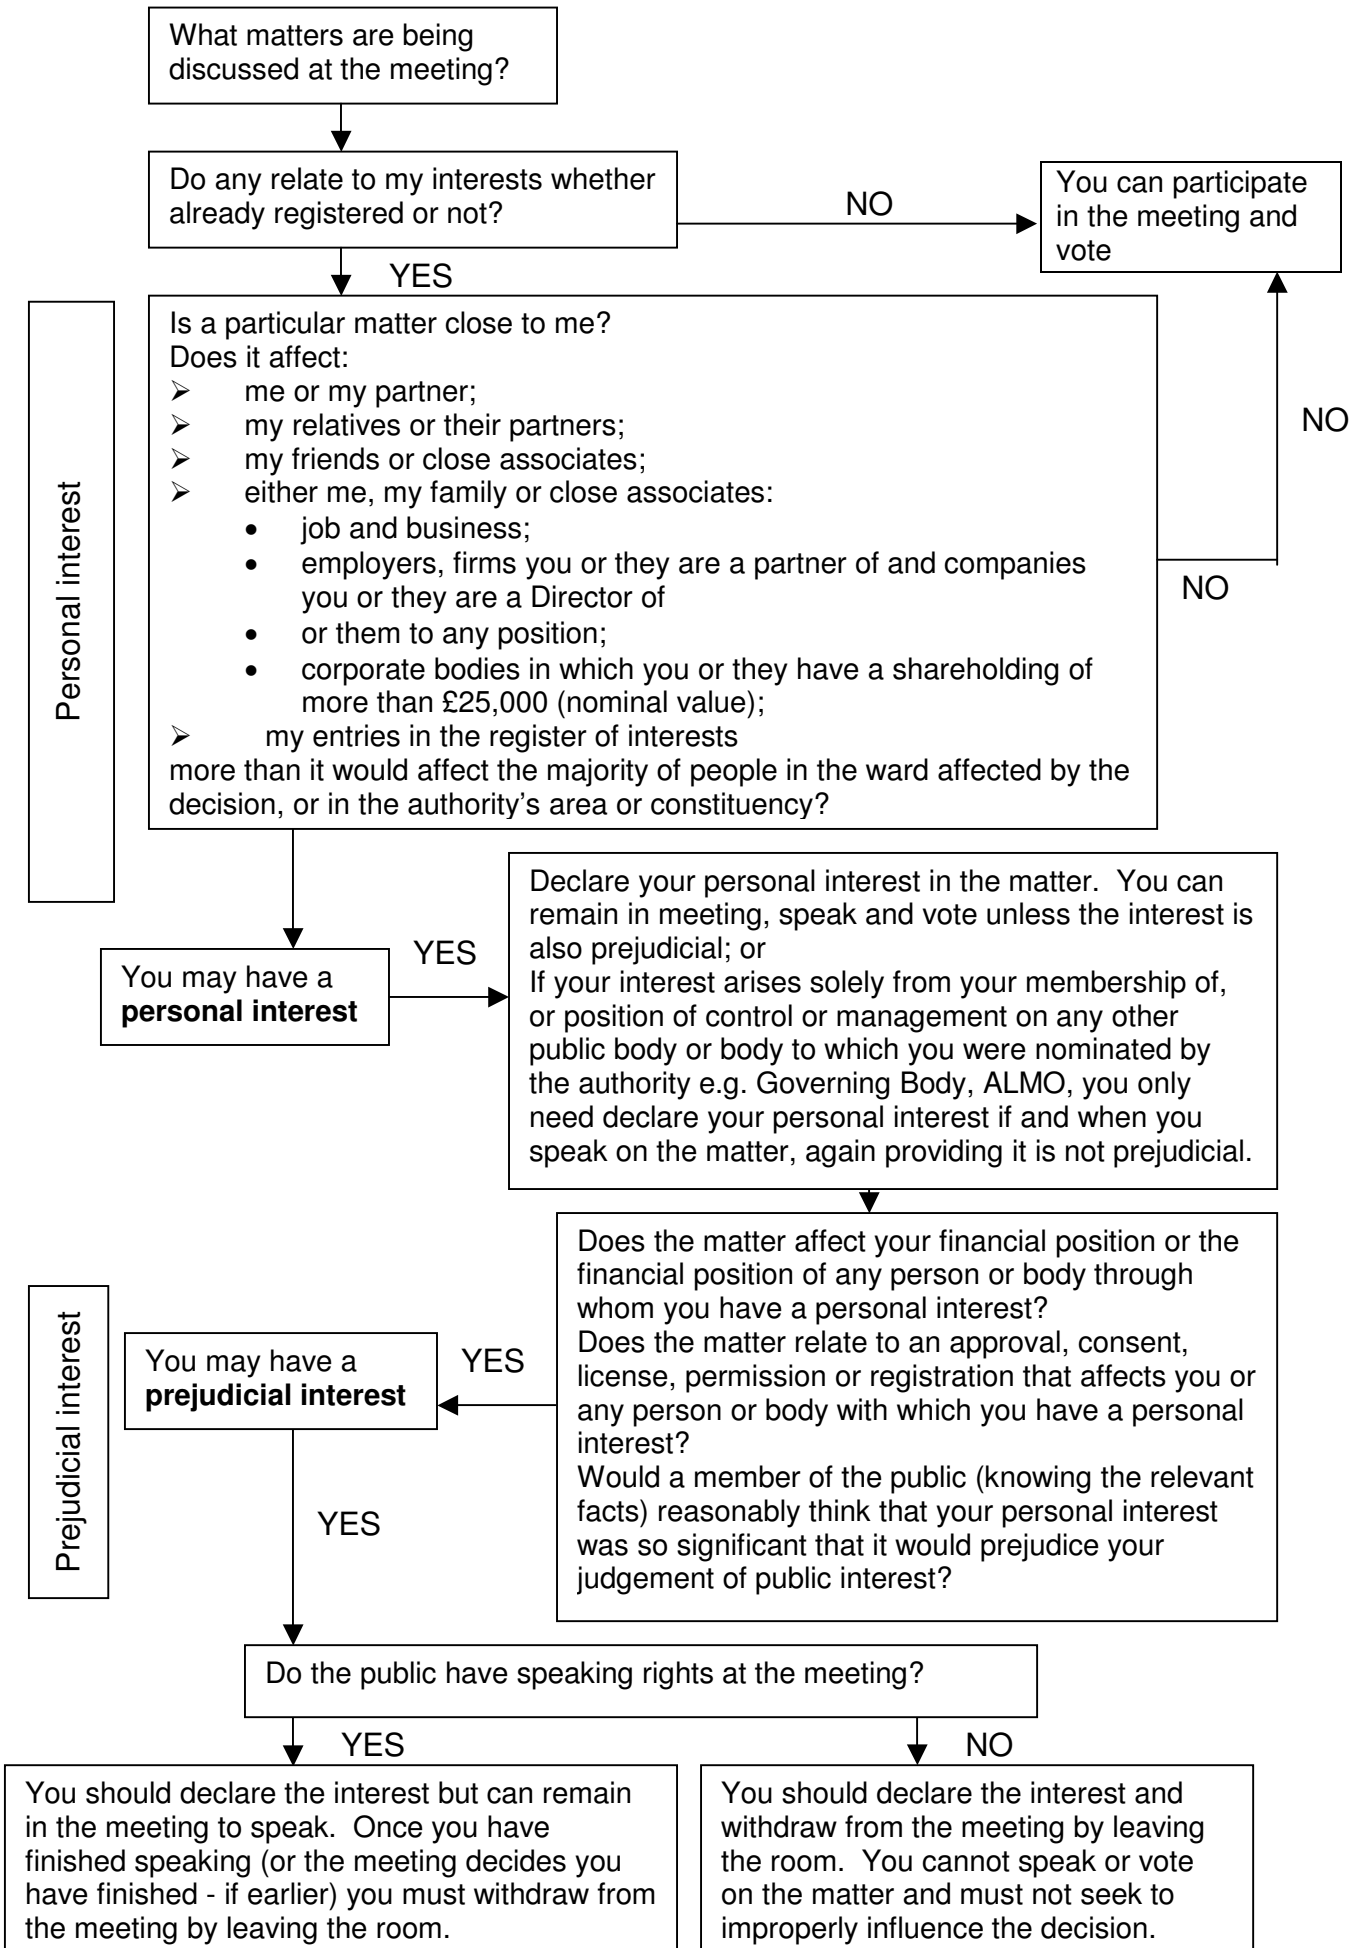 What matters are being
discussed at the meeting?
Do any relate to my interests whether
already registered or not?
NO
You can participate
in the meeting and
vote
YES
Personal interest
Is a particular matter close to me?
Does it affect:
➢ me or my partner;
➢ my relatives or their partners;
➢ my friends or close associates;
➢ either me, my family or close associates:
• job and business;
• employers, firms you or they are a partner of and companies
you or they are a Director of
• or them to any position;
• corporate bodies in which you or they have a shareholding of
more than £25,000 (nominal value);
➢ my entries in the register of interests
more than it would affect the majority of people in the ward affected by the
decision, or in the authority’s area or constituency?
NO
NO
You may have a
personal interest
YES
Declare your personal interest in the matter. You can
remain in meeting, speak and vote unless the interest is
also prejudicial; or
If your interest arises solely from your membership of,
or position of control or management on any other
public body or body to which you were nominated by
the authority e.g. Governing Body, ALMO, you only
need declare your personal interest if and when you
speak on the matter, again providing it is not prejudicial.
Prejudicial interest
You may have a
prejudicial interest
YES
Does the matter affect your financial position or the
financial position of any person or body through
whom you have a personal interest?
Does the matter relate to an approval, consent,
license, permission or registration that affects you or
any person or body with which you have a personal
interest?
Would a member of the public (knowing the relevant
facts) reasonably think that your personal interest
was so significant that it would prejudice your
judgement of public interest?
YES
Do the public have speaking rights at the meeting?
YES
NO
You should declare the interest but can remain
in the meeting to speak. Once you have
finished speaking (or the meeting decides you
have finished - if earlier) you must withdraw from
the meeting by leaving the room.
You should declare the interest and
withdraw from the meeting by leaving
the room. You cannot speak or vote
on the matter and must not seek to
improperly influence the decision.